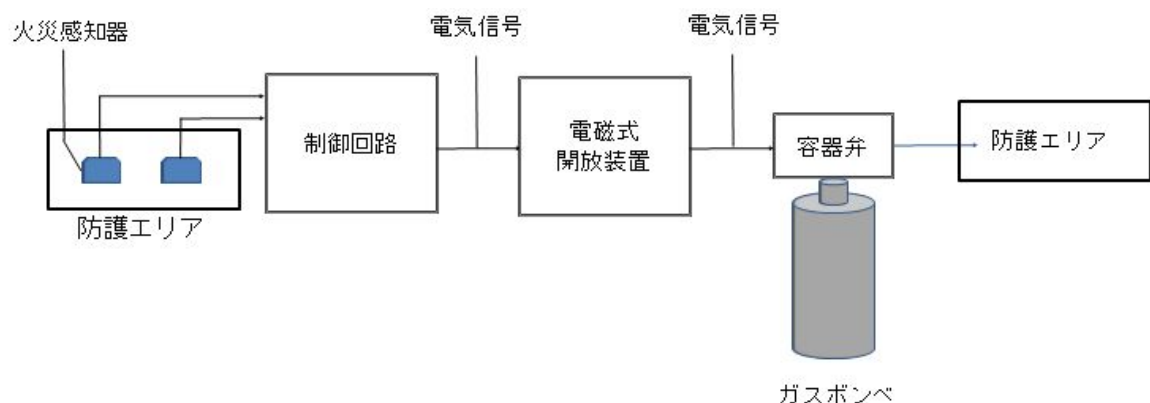 火災感知器
電気信号
電気信号
制御回路
電磁式
開放装置
容器弁
防護エリア
防護エリア
ガスボンベ